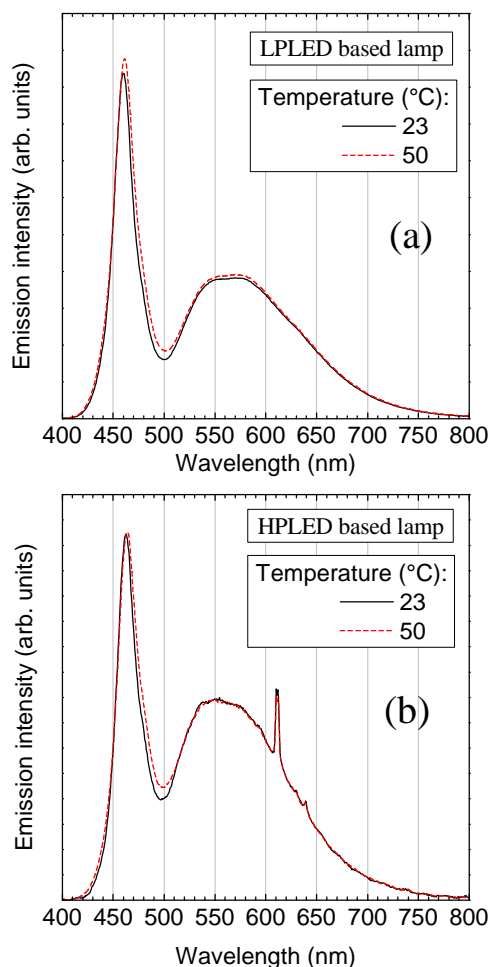 LPLED based lamp
Temperature (°C):
23
50
(a)
Emission intensity (arb. units)
400 450 500 550 600 650 700 750 800
Wavelength (nm)
HPLED based lamp
Temperature (°C):
23
50
(b)
Emission intensity (arb. units)
400 450 500 550 600 650 700 750 800
Wavelength (nm)